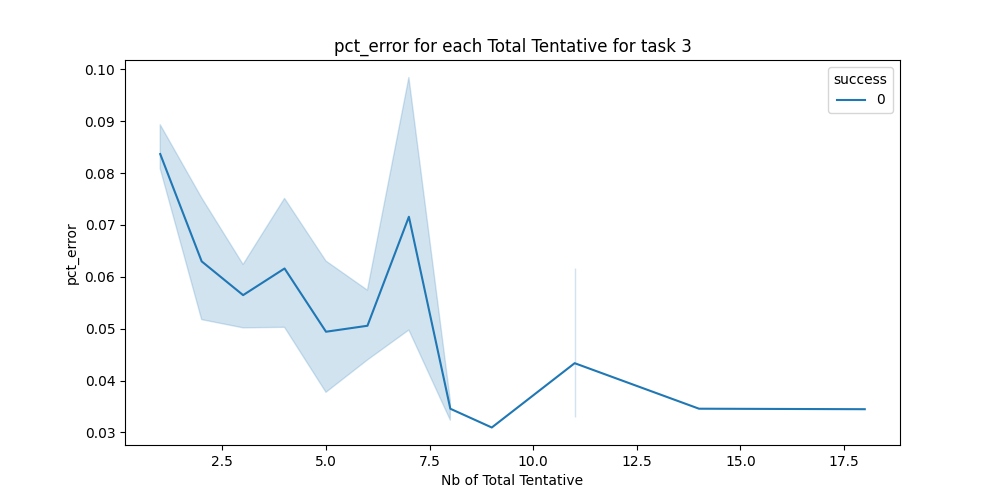 pct_error for each Total Tentative for task 3
success
0
pct_error
0.10
0.09
0.08
0.07
0.06
0.05
0.04
0.03
2.5 5.0 7.5 10.0 12.5 15.0 17.5
Nb of Total Tentative